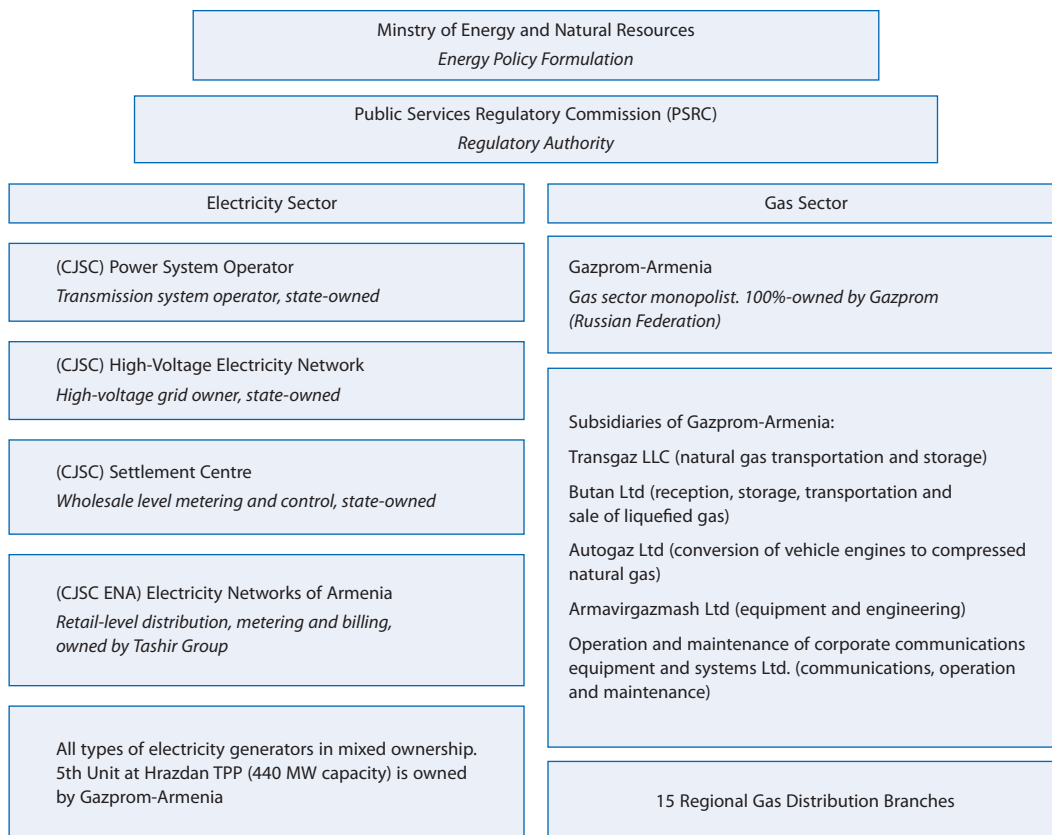 Minstry of Energy and Natural Resources
Energy Policy Formulation
Public Services Regulatory Commission (PSRC)
Regulatory Authority
Electricity Sector
(CJSC) Power System Operator
Transmission system operator, state-owned
(CJSC) High-Voltage Electricity Network
High-voltage grid owner, state-owned
(CJSC) Settlement Centre
Wholesale level metering and control, state-owned
(CJSC ENA) Electricity Networks of Armenia
Retail-level distribution, metering and billing,
owned by Tashir Group
All types of electricity generators in mixed ownership.
5th Unit at Hrazdan TPP (440 MW capacity) is owned
by Gazprom-Armenia
Gas Sector
Gazprom-Armenia
Gas sector monopolist. 100%-owned by Gazprom
(Russian Federation)
Subsidiaries of Gazprom-Armenia:
Transgaz LLC (natural gas transportation and storage)
Butan Ltd (reception, storage, transportation and
sale of liquefied gas)
Autogaz Ltd (conversion of vehicle engines to compressed
natural gas)
Armavirgazmash Ltd (equipment and engineering)
Operation and maintenance of corporate communications
equipment and systems Ltd. (communications, operation
and maintenance)
15 Regional Gas Distribution Branches